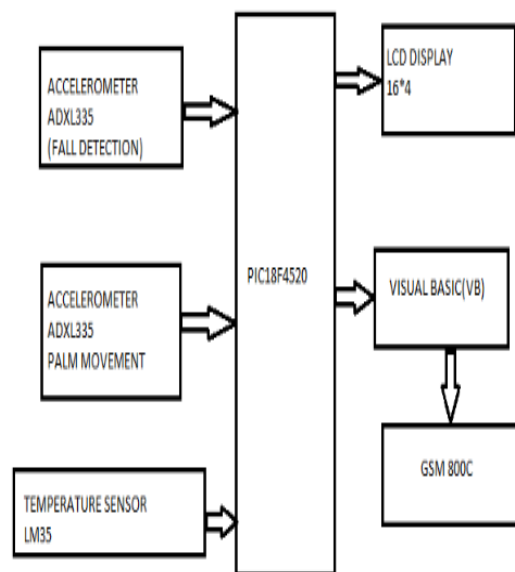 ACCELEROMETER
ADXL335
(FALL DETECTION)
ACCELEROMETER
ADXL335
PALM MOVEMENT
TEMPERATURE SENSOR
LM35
PIC18F4520
LCD DISPLAY
16*4
VISUAL BASIC(VB)
GSM 800C